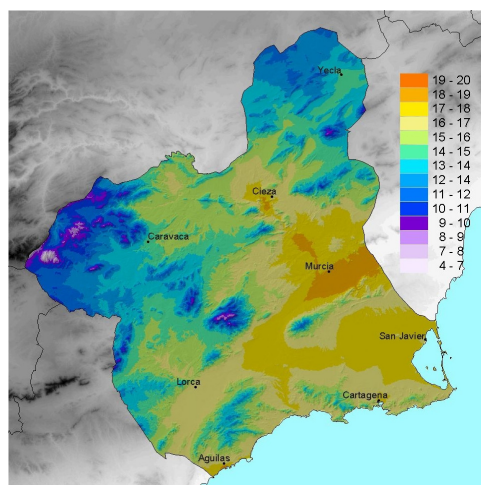 Yecla
19 - 20
18 - 19
17 - 18
16 - 17
15 - 16
14 - 15
13 - 14
12 - 14
11 - 12
10 - 11
9 - 10
8 - 9
7 - 8
4 - 7
Cieza
Caravaca
Murcia
San Javier
Lorca
Cartagena
Aguilas